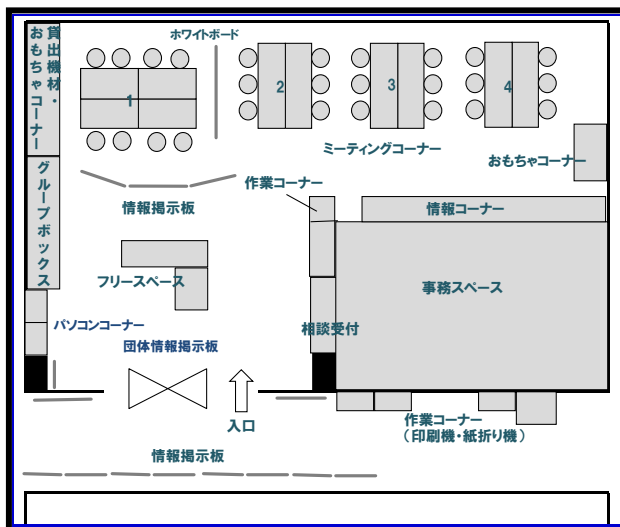 貸出機材・
おもちゃコーナー
ホワイトボード
1
2
3
4
ミーティングコーナー
おもちゃコーナー
グループボックス
作業コーナー
情報掲示板
情報コーナー
フリースペース
事務スペース
パソコンコーナー
相談受付
団体情報掲示板
入口
作業コーナー
（印刷機・紙折り機）
情報掲示板